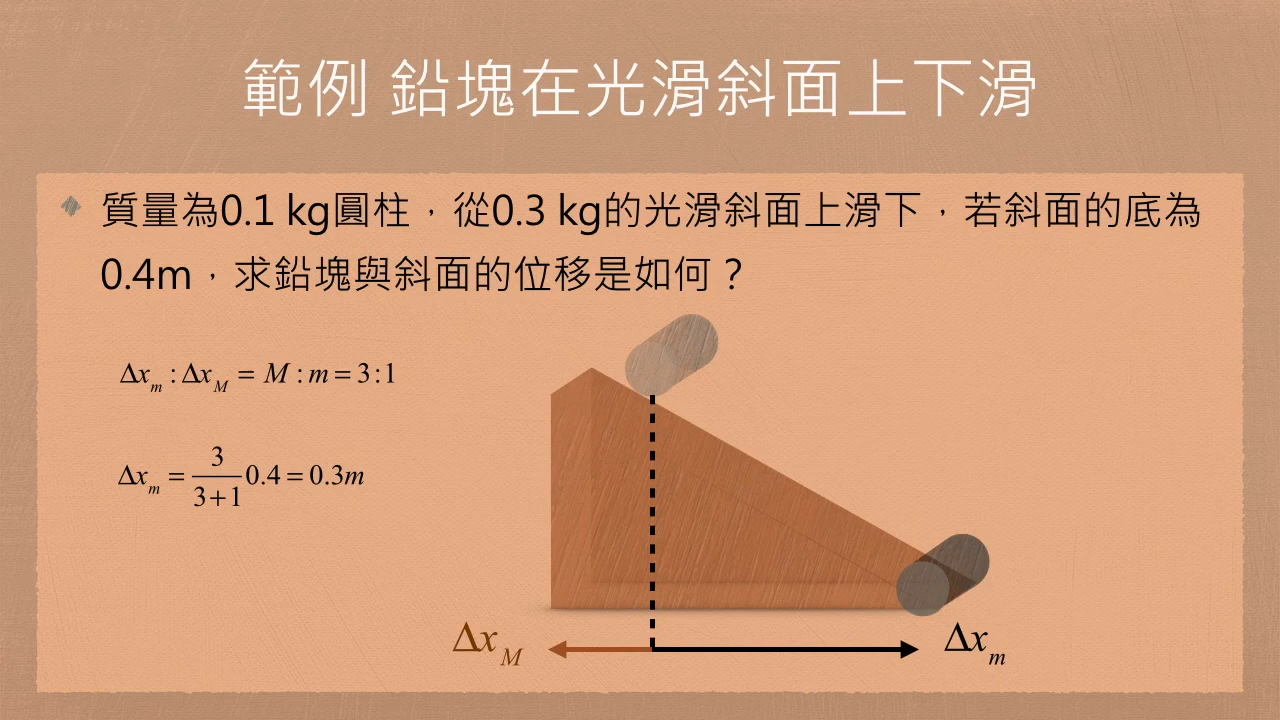 範例 鉛塊在光滑斜面上下滑
質量為0.1 kg圓柱，從0.3 kg的光滑斜面上滑下，若斜面的底為
0.4m，求鉛塊與斜面的位移是如何？
Δx_m : Δx_M = M : m = 3 : 1
Δx_m = \frac{3}{3+1} 0.4 = 0.3m
Δx_M
Δx_m